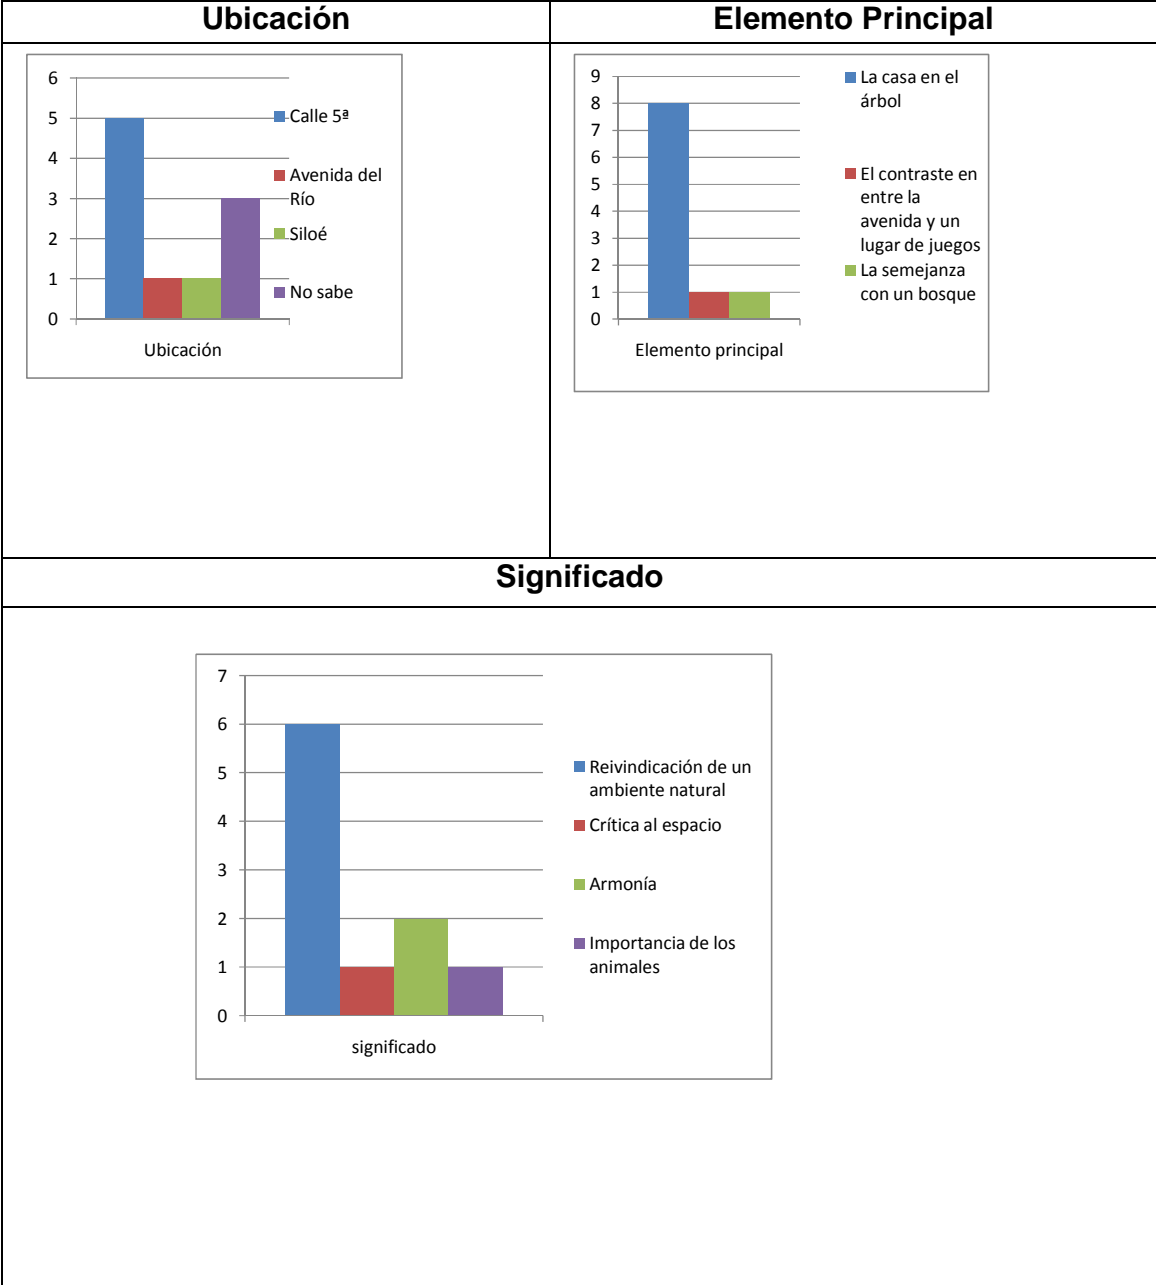 Ubicación
Elemento Principal
6
5
4
3
2
1
0
Calle 5ª
Avenida del
Río
Siloé
No sabe
Ubicación
9
8
7
6
5
4
3
2
1
0
La casa en el
árbol
El contraste en
entre la
avenida y un
lugar de juegos
La semejanza
con un bosque
Elemento principal
Significado
7
6
5
4
3
2
1
0
Reivindicación de un
ambiente natural
Crítica al espacio
Armonía
Importancia de los
animales
significado